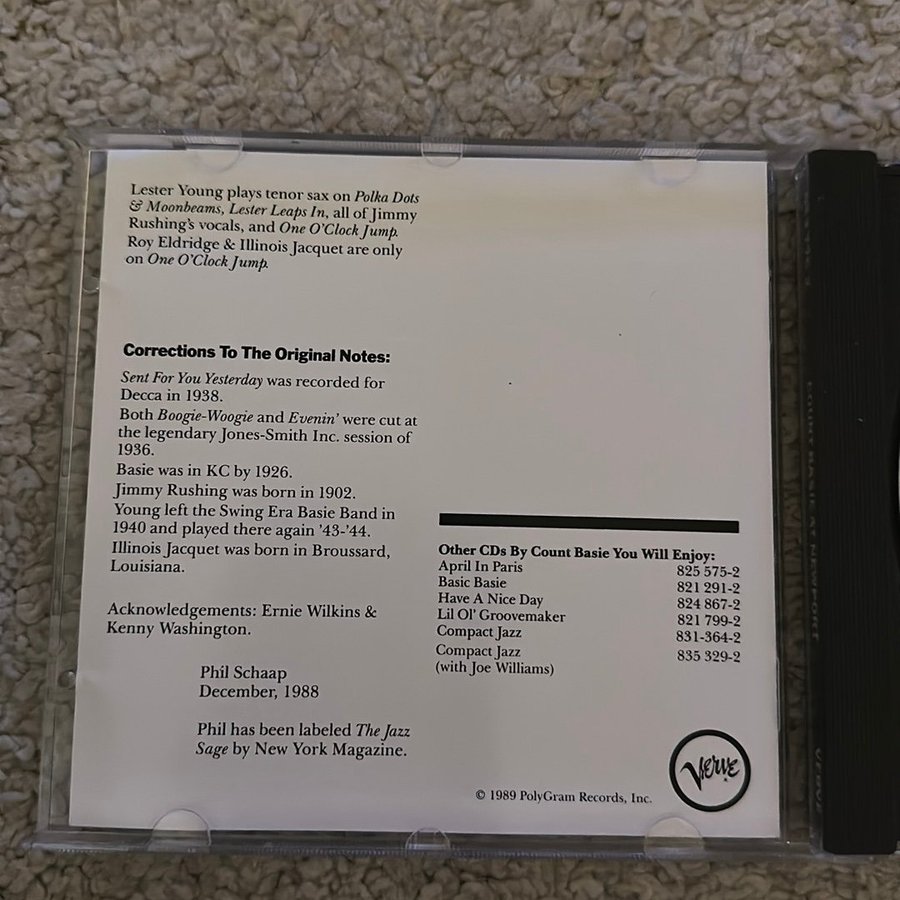 Lester Young plays tenor sax on Polka Dots
& Moonbeams, Lester Leaps In, all of Jimmy
Rushing's vocals, and One O'Clock Jump.
Roy Eldridge & Illinois Jacquet are only
on One O'Clock Jump.
Corrections To The Original Notes:
Sent For You Yesterday was recorded for
Decca in 1938.
Both Boogie-Woogie and Evenin' were cut at
the legendary Jones-Smith Inc. session of
1936.
Basie was in KC by 1926.
Jimmy Rushing was born in 1902.
Young left the Swing Era Basie Band in
1940 and played there again '43-'44.
Illinois Jacquet was born in Broussard,
Louisiana.
Acknowledgements: Ernie Wilkins &
Kenny Washington.
Phil Schaap
December, 1988
Phil has been labeled The Jazz
Sage by New York Magazine.
Other CDs By Count Basie You Will Enjoy:
April In Paris 825 575-2
Basic Basie 821 291-2
Have A Nice Day 824 867-2
Lil Ol' Groovemaker 821 799-2
Compact Jazz 831-364-2
Compact Jazz 835 329-2
(with Joe Williams)
© 1989 PolyGram Records, Inc.
Verve
COUNT BASIE AT NEWPORT